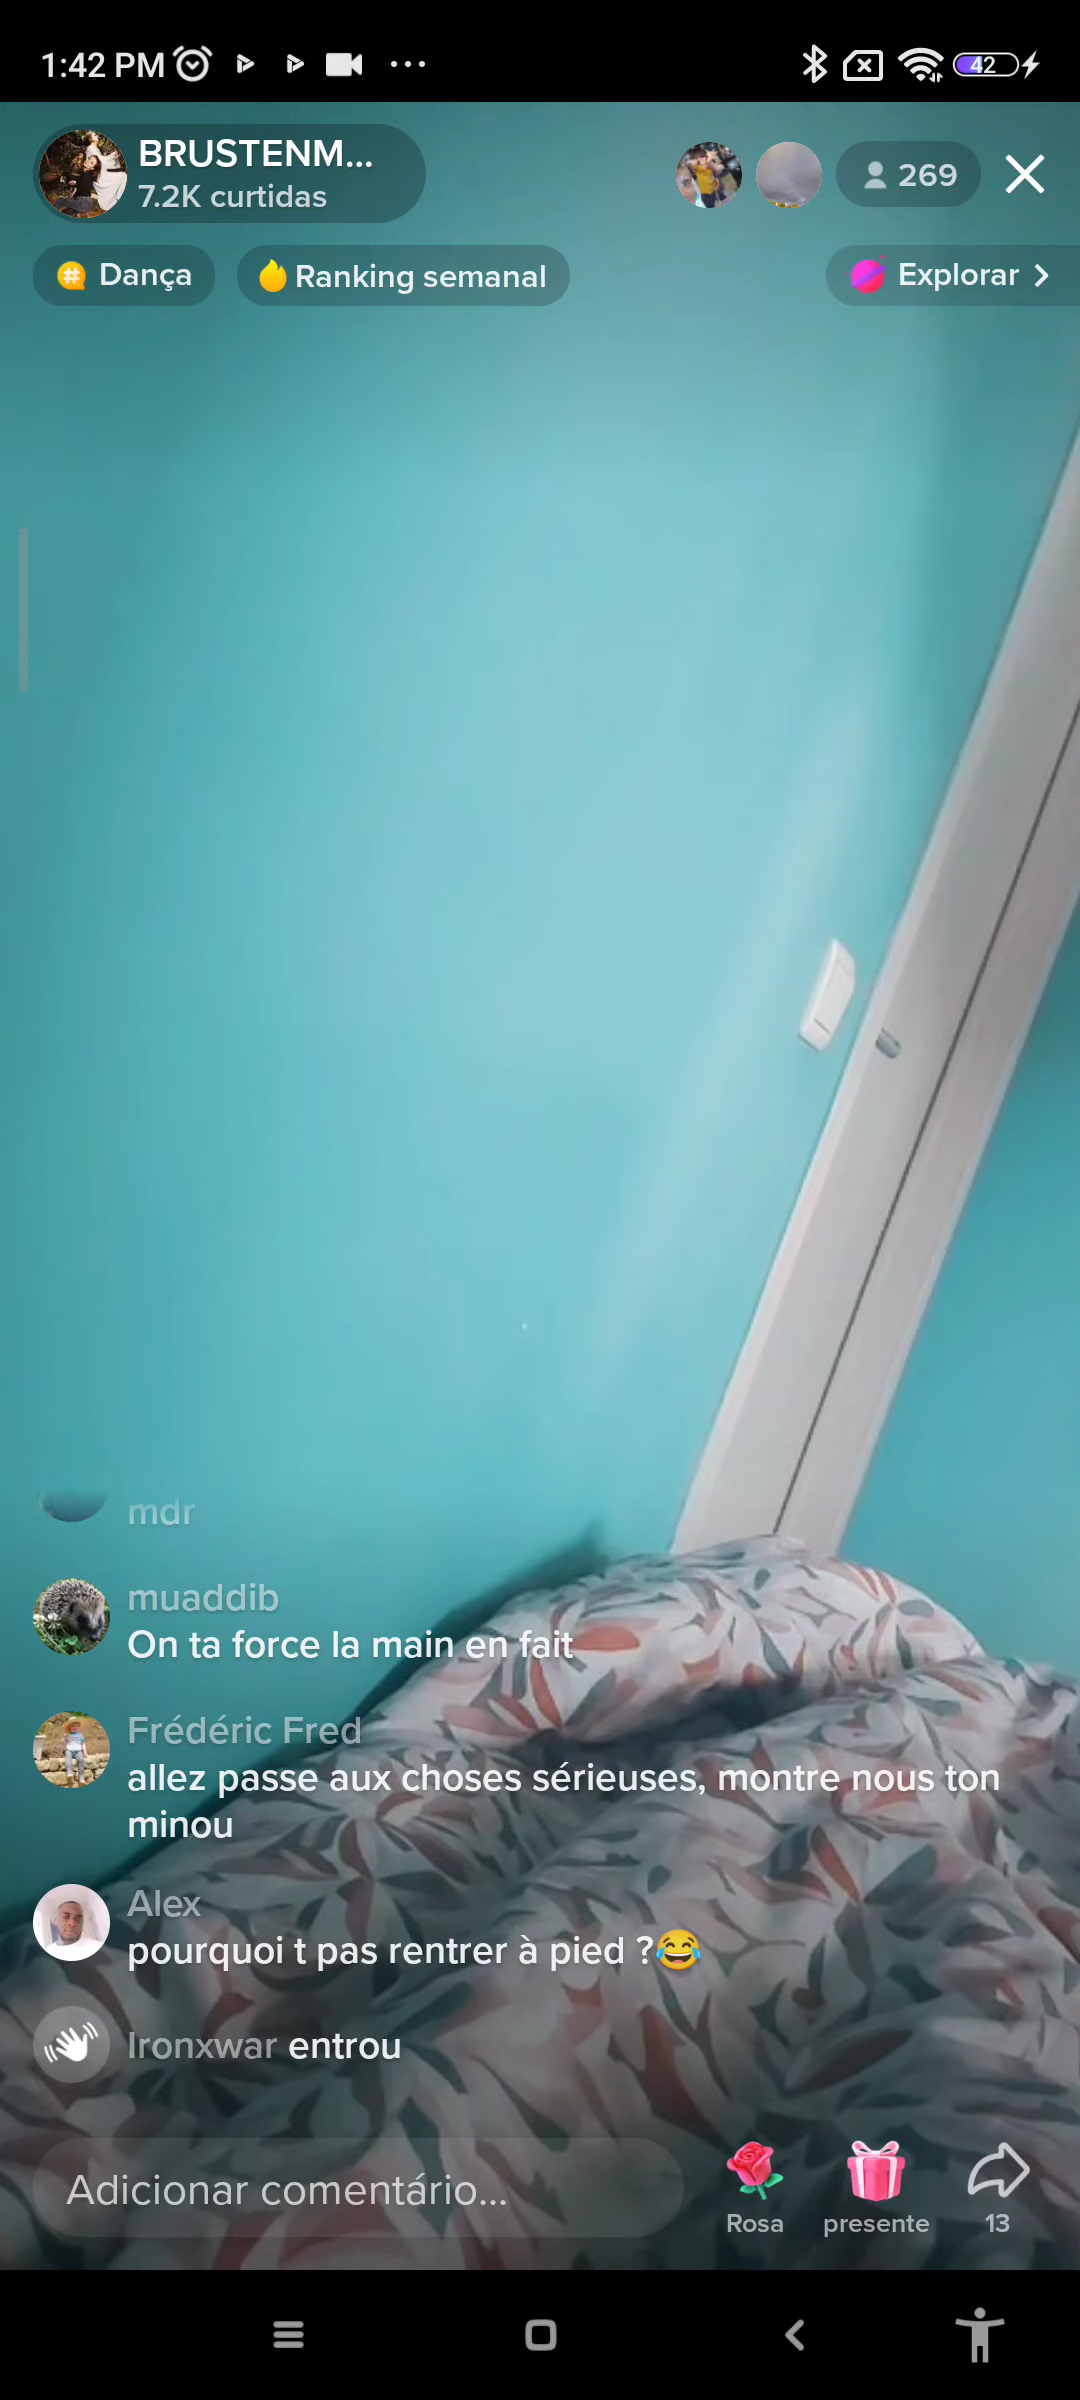 1:42 PM
42
BRUSTENM...
7.2K curtidas
269
Dança
Ranking semanal
Explorar
mdr
muaddib
On ta force la main en fait
Frédéric Fred
allez passe aux choses sérieuses, montre nous ton
minou
Alex
pourquoi t pas rentrer à pied ?😂
Ironxwar entrou
Adicionar comentário...
Rosa
presente
13